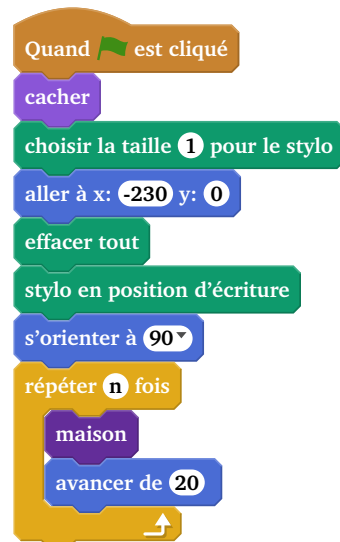 Quand est cliqué
cacher
choisir la taille 1 pour le stylo
aller à x: -230 y: 0
effacer tout
stylo en position d’écriture
s’orienter à 90
répéter n fois
maison
avancer de 20